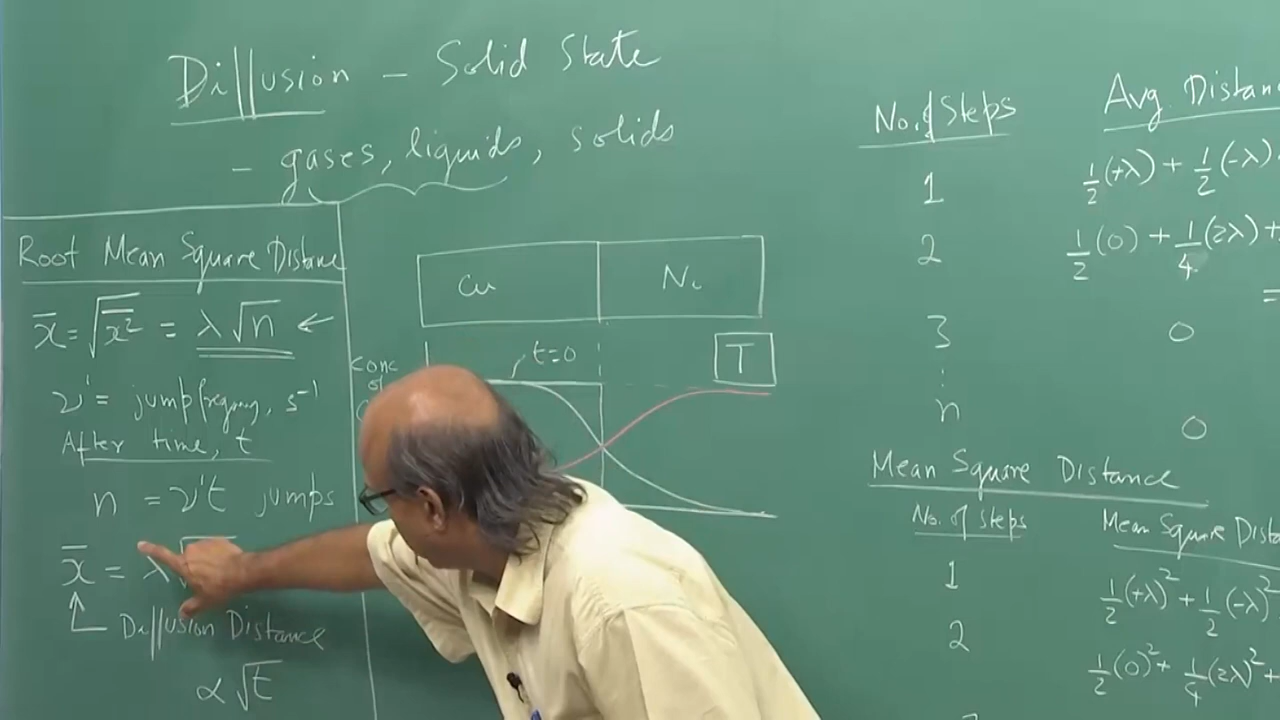 Diffusion – Solid State
– gases, liquids, solids
Root Mean Square Distance
x̄ = √x̄² = λ√n ←
ν' = jump frequency, s⁻¹
After time, t
n = ν't jumps
x̄ = λ√
Diffusion Distance
α √t
Cu Ni
t=0
T
Conc
of
No. of Steps Avg. Distan
1 ½(+λ) + ½(-λ)
2 ½(0) + ¼(2λ) +
=
3 0
⋮
n 0
Mean Square Distance
No. of Steps Mean Square Dista
1 ½(+λ)² + ½(-λ)²
2 ½(0)² + ¼(2λ)² +